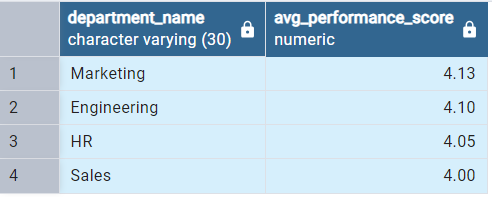 department_name avg_performance_score
character varying (30) numeric
1 Marketing 4.13
2 Engineering 4.10
3 HR 4.05
4 Sales 4.00